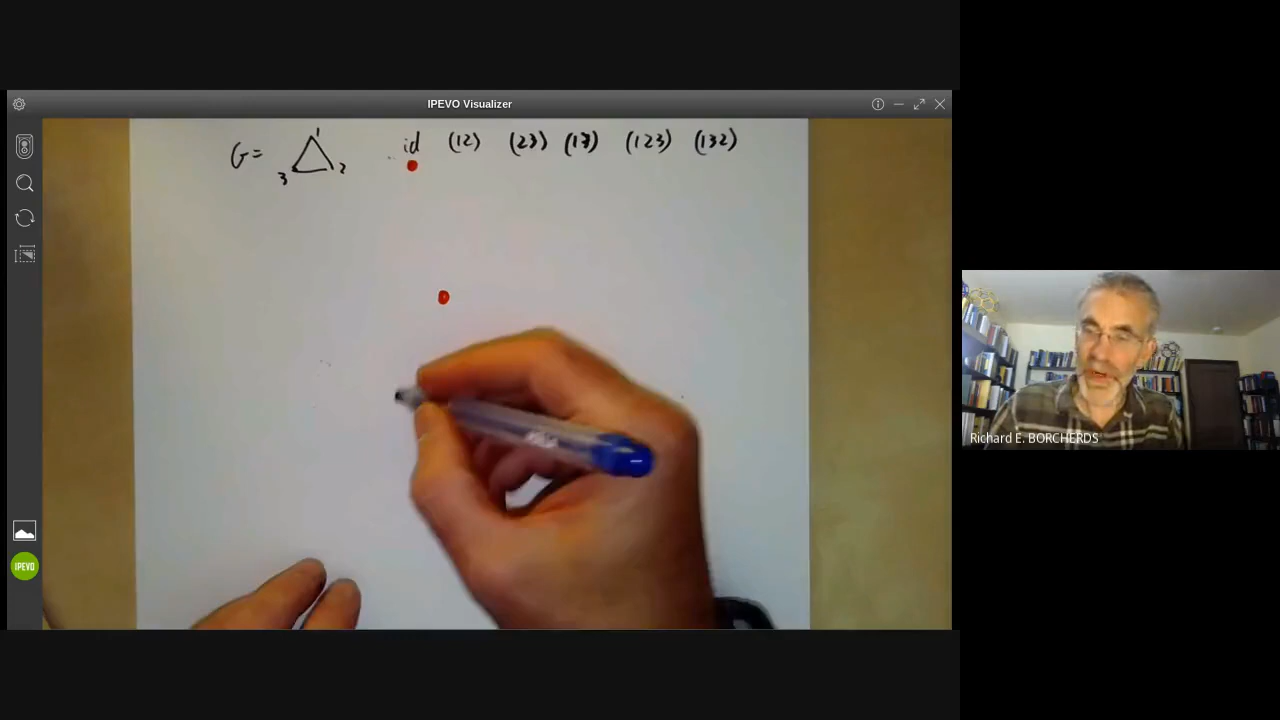 IPEVO Visualizer
G= 1 2 3 id (12) (23) (13) (123) (132)
IPEVO
Richard E. BORCHERDS